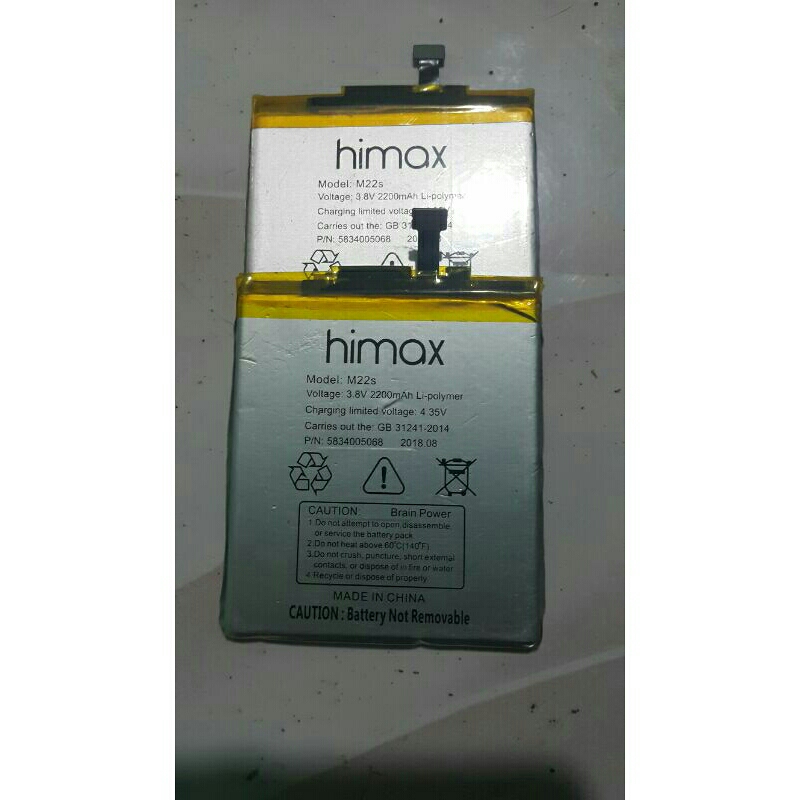 himax
Model: M22s
Voltage: 3.8V 2200mAh Li-polymer
Charging limited voltage:
Carries out the: GB
P/N: 5834005068
himax
Model: M22s
Voltage: 3.8V 2200mAh Li-polymer
Charging limited voltage: 4.35V
Carries out the: GB 31241-2014
P/N: 5834005068 2018.08
CAUTION Brain Power
1.Do not attempt to open,disassemble,
or service the battery pack
2.Do not heat above 60°C(140°F)
3.Do not crush, puncture, short external
contacts, or dispose of in fire or water
4.Recycle or dispose of properly
MADE IN CHINA
CAUTION : Battery Not Removable